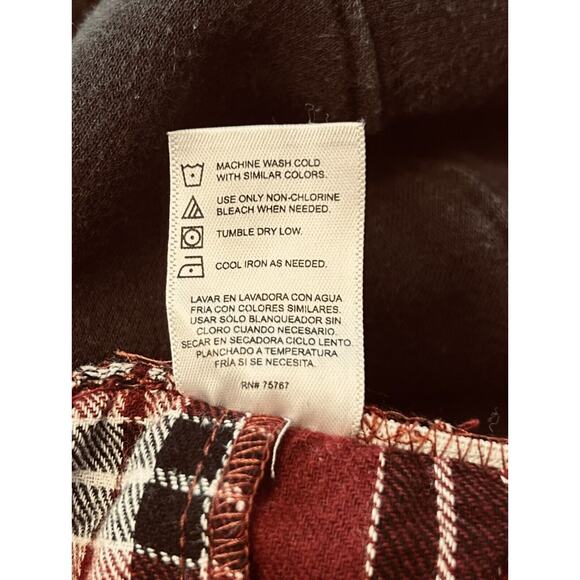 MACHINE WASH COLD
WITH SIMILAR COLORS.
USE ONLY NON-CHLORINE
BLEACH WHEN NEEDED.
TUMBLE DRY LOW.
COOL IRON AS NEEDED.
LAVAR EN LAVADORA CON AGUA
FRIA CON COLORES SIMILARES.
USAR SÓLO BLANQUEADOR SIN
CLORO CUANDO NECESARIO.
SECAR EN SECADORA CICLO LENTO.
PLANCHADO A TEMPERATURA
FRÍA SI SE NECESITA.
RN# 75767